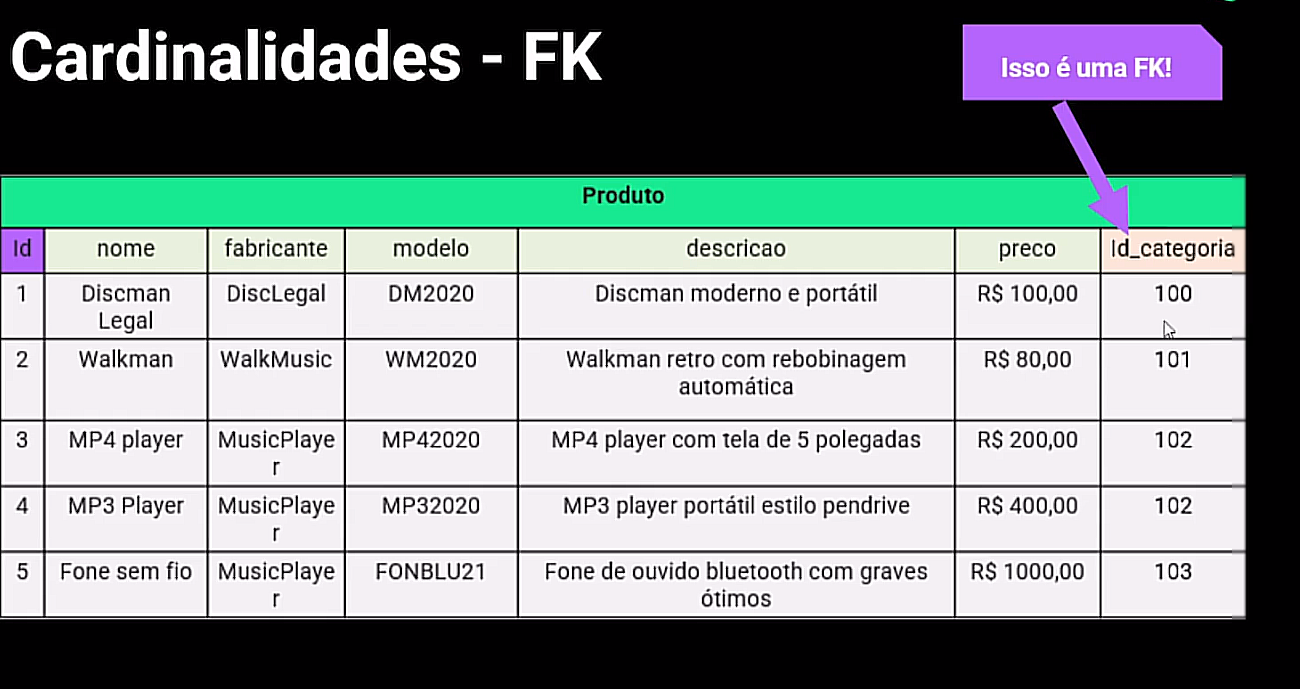 Cardinalidades - FK
Isso é uma FK!
Produto
Id nome fabricante modelo descricao preco Id_categoria
1 Discman DiscLegal DM2020 Discman moderno e portátil R$ 100,00 100
Legal
2 Walkman WalkMusic WM2020 Walkman retro com rebobinagem R$ 80,00 101
automática
3 MP4 player MusicPlaye MP42020 MP4 player com tela de 5 polegadas R$ 200,00 102
r
4 MP3 Player MusicPlaye MP32020 MP3 player portátil estilo pendrive R$ 400,00 102
r
5 Fone sem fio MusicPlaye FONBLU21 Fone de ouvido bluetooth com graves R$ 1000,00 103
r ótimos